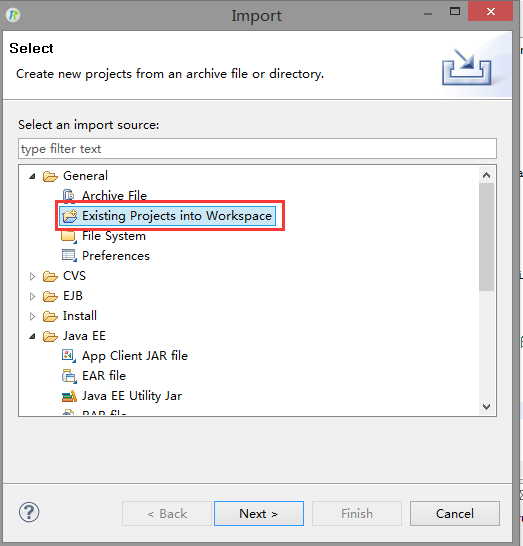 Import
Select
Create new projects from an archive file or directory.
Select an import source:
type filter text
General
Archive File
Existing Projects into Workspace
File System
Preferences
CVS
EJB
Install
Java EE
App Client JAR file
EAR file
Java EE Utility Jar
RAR file
?
< Back
Next >
Finish
Cancel